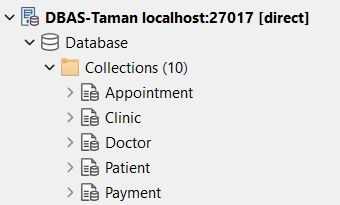 DBAS-Taman localhost:27017 [direct]
Database
Collections (10)
Appointment
Clinic
Doctor
Patient
Payment